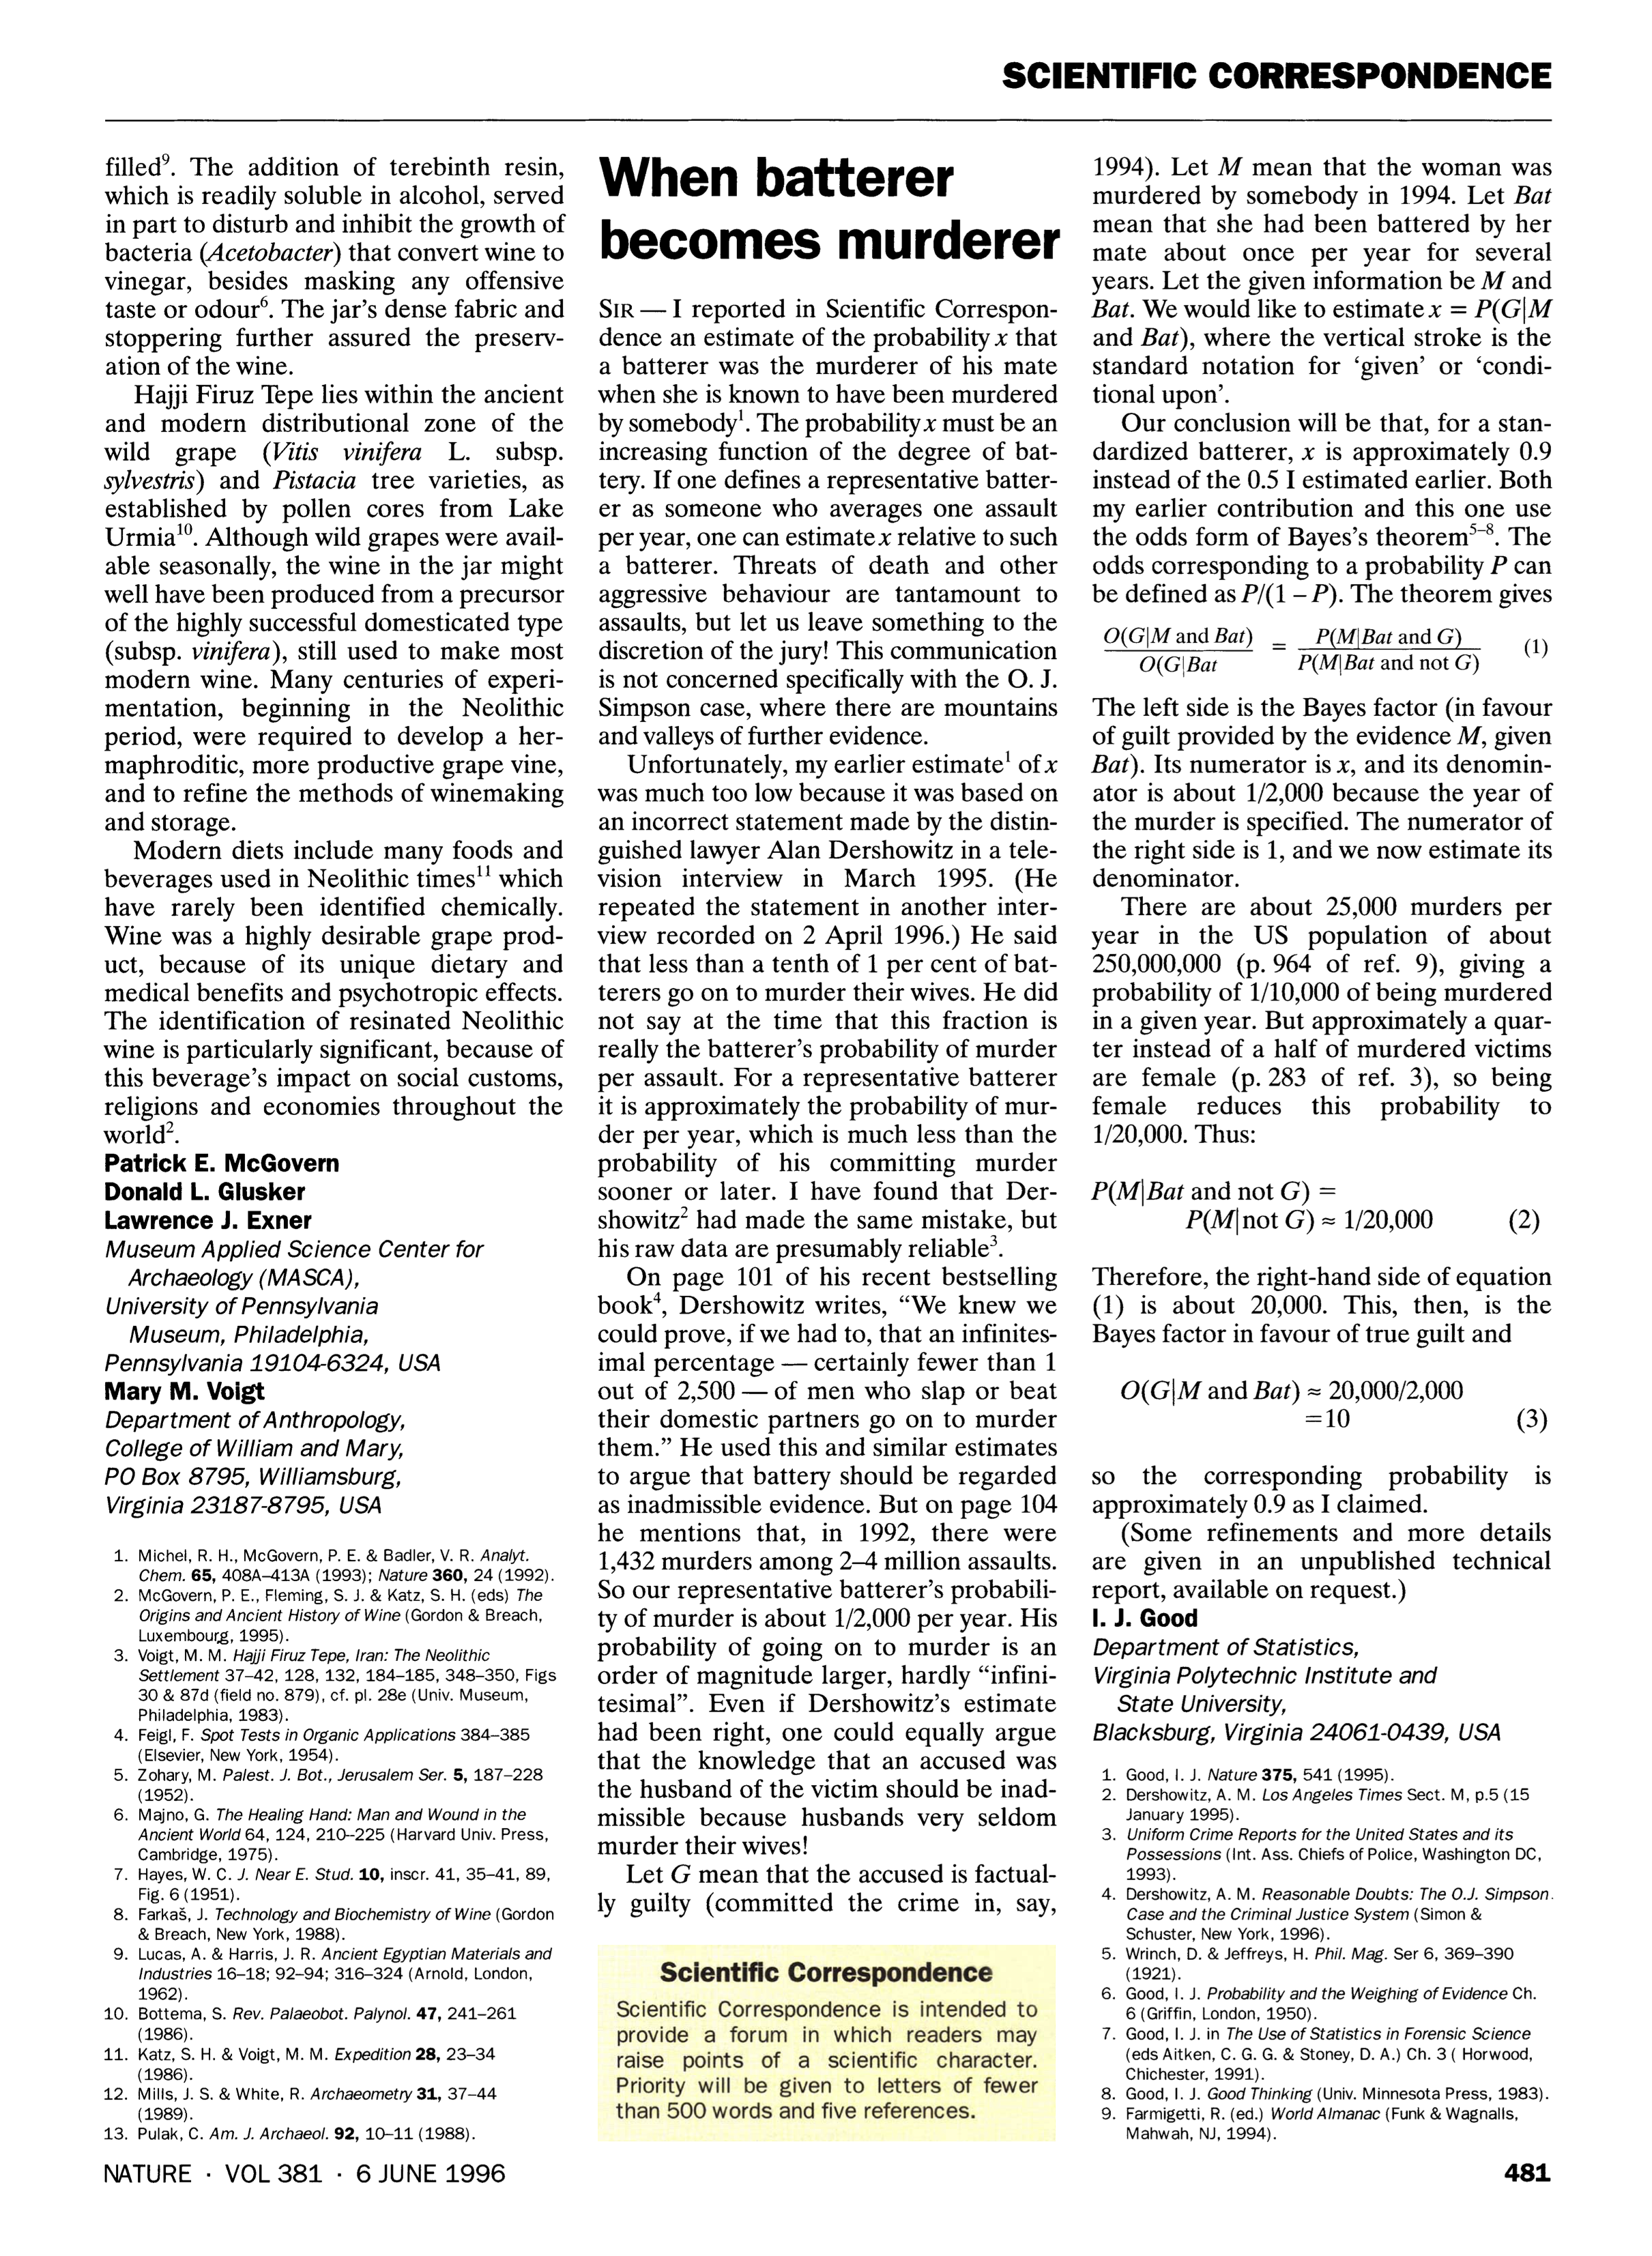 SCIENTIFIC CORRESPONDENCE
filled⁹. The addition of terebinth resin,
which is readily soluble in alcohol, served
in part to disturb and inhibit the growth of
bacteria (Acetobacter) that convert wine to
vinegar, besides masking any offensive
taste or odour⁶. The jar's dense fabric and
stoppering further assured the preserv-
ation of the wine.
Hajji Firuz Tepe lies within the ancient
and modern distributional zone of the
wild grape (Vitis vinifera L. subsp.
sylvestris) and Pistacia tree varieties, as
established by pollen cores from Lake
Urmia¹⁰. Although wild grapes were avail-
able seasonally, the wine in the jar might
well have been produced from a precursor
of the highly successful domesticated type
(subsp. vinifera), still used to make most
modern wine. Many centuries of experi-
mentation, beginning in the Neolithic
period, were required to develop a her-
maphroditic, more productive grape vine,
and to refine the methods of winemaking
and storage.
Modern diets include many foods and
beverages used in Neolithic times¹¹ which
have rarely been identified chemically.
Wine was a highly desirable grape prod-
uct, because of its unique dietary and
medical benefits and psychotropic effects.
The identification of resinated Neolithic
wine is particularly significant, because of
this beverage's impact on social customs,
religions and economies throughout the
world².
Patrick E. McGovern
Donald L. Glusker
Lawrence J. Exner
Museum Applied Science Center for
Archaeology (MASCA),
University of Pennsylvania
Museum, Philadelphia,
Pennsylvania 19104-6324, USA
Mary M. Voigt
Department of Anthropology,
College of William and Mary,
PO Box 8795, Williamsburg,
Virginia 23187-8795, USA
1. Michel, R. H., McGovern, P. E. & Badler, V. R. Analyt.
Chem. 65, 408A–413A (1993); Nature 360, 24 (1992).
2. McGovern, P. E., Fleming, S. J. & Katz, S. H. (eds) The
Origins and Ancient History of Wine (Gordon & Breach,
Luxembourg, 1995).
3. Voigt, M. M. Hajji Firuz Tepe, Iran: The Neolithic
Settlement 37–42, 128, 132, 184–185, 348–350, Figs
30 & 87d (field no. 879), cf. pl. 28e (Univ. Museum,
Philadelphia, 1983).
4. Feigl, F. Spot Tests in Organic Applications 384–385
(Elsevier, New York, 1954).
5. Zohary, M. Palest. J. Bot., Jerusalem Ser. 5, 187–228
(1952).
6. Majno, G. The Healing Hand: Man and Wound in the
Ancient World 64, 124, 210–225 (Harvard Univ. Press,
Cambridge, 1975).
7. Hayes, W. C. J. Near E. Stud. 10, inscr. 41, 35–41, 89,
Fig. 6 (1951).
8. Farkaš, J. Technology and Biochemistry of Wine (Gordon
& Breach, New York, 1988).
9. Lucas, A. & Harris, J. R. Ancient Egyptian Materials and
Industries 16–18; 92–94; 316–324 (Arnold, London,
1962).
10. Bottema, S. Rev. Palaeobot. Palynol. 47, 241–261
(1986).
11. Katz, S. H. & Voigt, M. M. Expedition 28, 23–34
(1986).
12. Mills, J. S. & White, R. Archaeometry 31, 37–44
(1989).
13. Pulak, C. Am. J. Archaeol. 92, 10–11 (1988).
When batterer
becomes murderer
SIR — I reported in Scientific Correspon-
dence an estimate of the probability x that
a batterer was the murderer of his mate
when she is known to have been murdered
by somebody¹. The probability x must be an
increasing function of the degree of bat-
tery. If one defines a representative batter-
er as someone who averages one assault
per year, one can estimate x relative to such
a batterer. Threats of death and other
aggressive behaviour are tantamount to
assaults, but let us leave something to the
discretion of the jury! This communication
is not concerned specifically with the O. J.
Simpson case, where there are mountains
and valleys of further evidence.
Unfortunately, my earlier estimate¹ of x
was much too low because it was based on
an incorrect statement made by the distin-
guished lawyer Alan Dershowitz in a tele-
vision interview in March 1995. (He
repeated the statement in another inter-
view recorded on 2 April 1996.) He said
that less than a tenth of 1 per cent of bat-
terers go on to murder their wives. He did
not say at the time that this fraction is
really the batterer's probability of murder
per assault. For a representative batterer
it is approximately the probability of mur-
der per year, which is much less than the
probability of his committing murder
sooner or later. I have found that Der-
showitz² had made the same mistake, but
his raw data are presumably reliable³.
On page 101 of his recent bestselling
book⁴, Dershowitz writes, “We knew we
could prove, if we had to, that an infinites-
imal percentage — certainly fewer than 1
out of 2,500 — of men who slap or beat
their domestic partners go on to murder
them.” He used this and similar estimates
to argue that battery should be regarded
as inadmissible evidence. But on page 104
he mentions that, in 1992, there were
1,432 murders among 2–4 million assaults.
So our representative batterer's probabili-
ty of murder is about 1/2,000 per year. His
probability of going on to murder is an
order of magnitude larger, hardly “infini-
tesimal”. Even if Dershowitz's estimate
had been right, one could equally argue
that the knowledge that an accused was
the husband of the victim should be inad-
missible because husbands very seldom
murder their wives!
Let G mean that the accused is factual-
ly guilty (committed the crime in, say,
Scientific Correspondence
Scientific Correspondence is intended to
provide a forum in which readers may
raise points of a scientific character.
Priority will be given to letters of fewer
than 500 words and five references.
1994). Let M mean that the woman was
murdered by somebody in 1994. Let Bat
mean that she had been battered by her
mate about once per year for several
years. Let the given information be M and
Bat. We would like to estimate x = P(G|M
and Bat), where the vertical stroke is the
standard notation for ‘given’ or ‘condi-
tional upon’.
Our conclusion will be that, for a stan-
dardized batterer, x is approximately 0.9
instead of the 0.5 I estimated earlier. Both
my earlier contribution and this one use
the odds form of Bayes's theorem⁵⁻⁸. The
odds corresponding to a probability P can
be defined as P/(1 – P). The theorem gives
O(G|M and Bat) = P(M|Bat and G) (1)
O(G|Bat P(M|Bat and not G)
The left side is the Bayes factor (in favour
of guilt provided by the evidence M, given
Bat). Its numerator is x, and its denomin-
ator is about 1/2,000 because the year of
the murder is specified. The numerator of
the right side is 1, and we now estimate its
denominator.
There are about 25,000 murders per
year in the US population of about
250,000,000 (p. 964 of ref. 9), giving a
probability of 1/10,000 of being murdered
in a given year. But approximately a quar-
ter instead of a half of murdered victims
are female (p. 283 of ref. 3), so being
female reduces this probability to
1/20,000. Thus:
P(M|Bat and not G) =
P(M|not G) ≈ 1/20,000 (2)
Therefore, the right-hand side of equation
(1) is about 20,000. This, then, is the
Bayes factor in favour of true guilt and
O(G|M and Bat) ≈ 20,000/2,000
=10 (3)
so the corresponding probability is
approximately 0.9 as I claimed.
(Some refinements and more details
are given in an unpublished technical
report, available on request.)
I. J. Good
Department of Statistics,
Virginia Polytechnic Institute and
State University,
Blacksburg, Virginia 24061-0439, USA
1. Good, I. J. Nature 375, 541 (1995).
2. Dershowitz, A. M. Los Angeles Times Sect. M, p.5 (15
January 1995).
3. Uniform Crime Reports for the United States and its
Possessions (Int. Ass. Chiefs of Police, Washington DC,
1993).
4. Dershowitz, A. M. Reasonable Doubts: The O.J. Simpson
Case and the Criminal Justice System (Simon &
Schuster, New York, 1996).
5. Wrinch, D. & Jeffreys, H. Phil. Mag. Ser 6, 369–390
(1921).
6. Good, I. J. Probability and the Weighing of Evidence Ch.
6 (Griffin, London, 1950).
7. Good, I. J. in The Use of Statistics in Forensic Science
(eds Aitken, C. G. G. & Stoney, D. A.) Ch. 3 ( Horwood,
Chichester, 1991).
8. Good, I. J. Good Thinking (Univ. Minnesota Press, 1983).
9. Farmigetti, R. (ed.) World Almanac (Funk & Wagnalls,
Mahwah, NJ, 1994).
NATURE · VOL 381 · 6 JUNE 1996
481